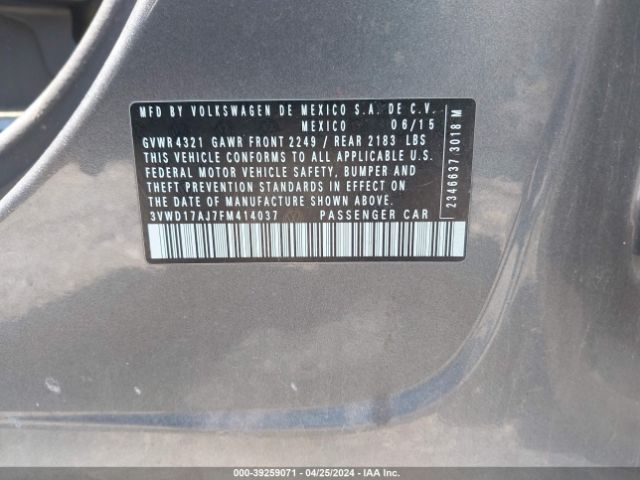 MFD BY VOLKSWAGEN DE MEXICO S.A. DE C.V.
MEXICO 06/15
GVWR 4321 GAWR FRONT 2249 / REAR 2183 LBS
THIS VEHICLE CONFORMS TO ALL APPLICABLE U.S.
FEDERAL MOTOR VEHICLE SAFETY, BUMPER AND
THEFT PREVENTION STANDARDS IN EFFECT ON
THE DATE OF MANUFACTURE SHOWN ABOVE.
3VWD17AJ7FM414037 PASSENGER CAR
2346637 3018 M
000-39259071 - 04/25/2024 - IAA Inc.